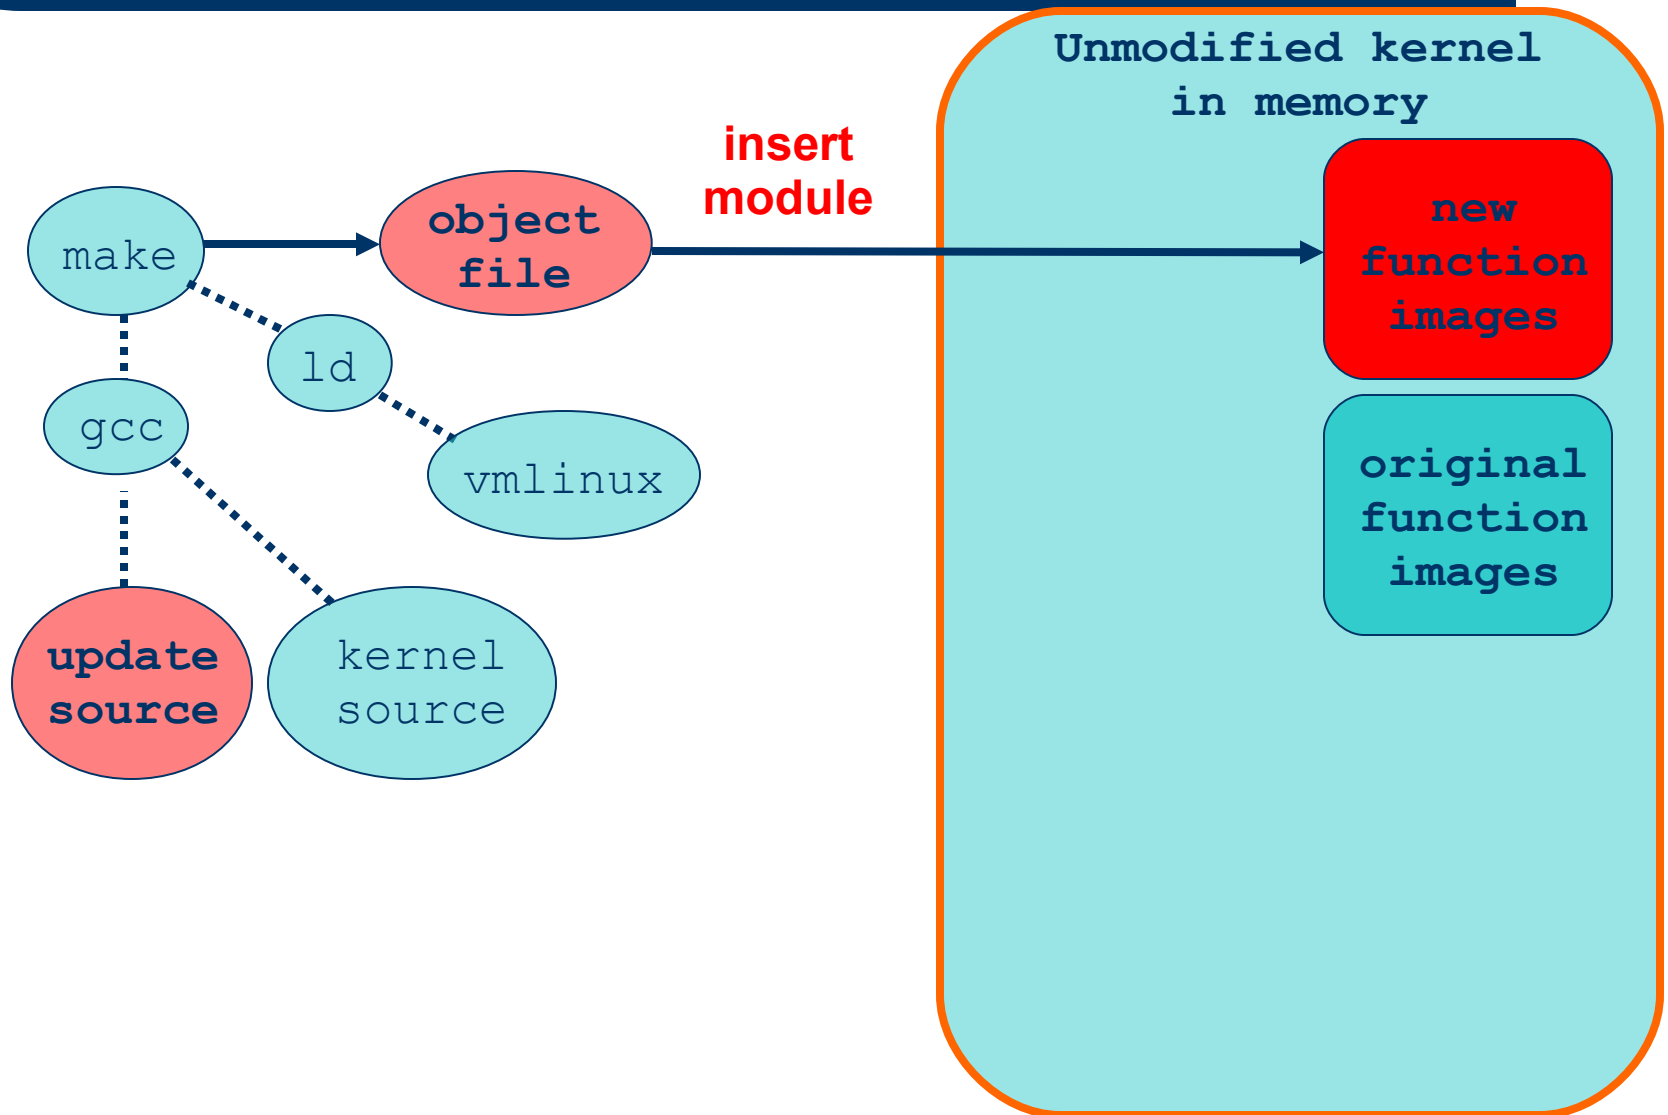 Unmodified kernel
in memory
insert
module
make
object
file
new
function
images
ld
gcc
vmlinux
original
function
images
update
source
kernel
source